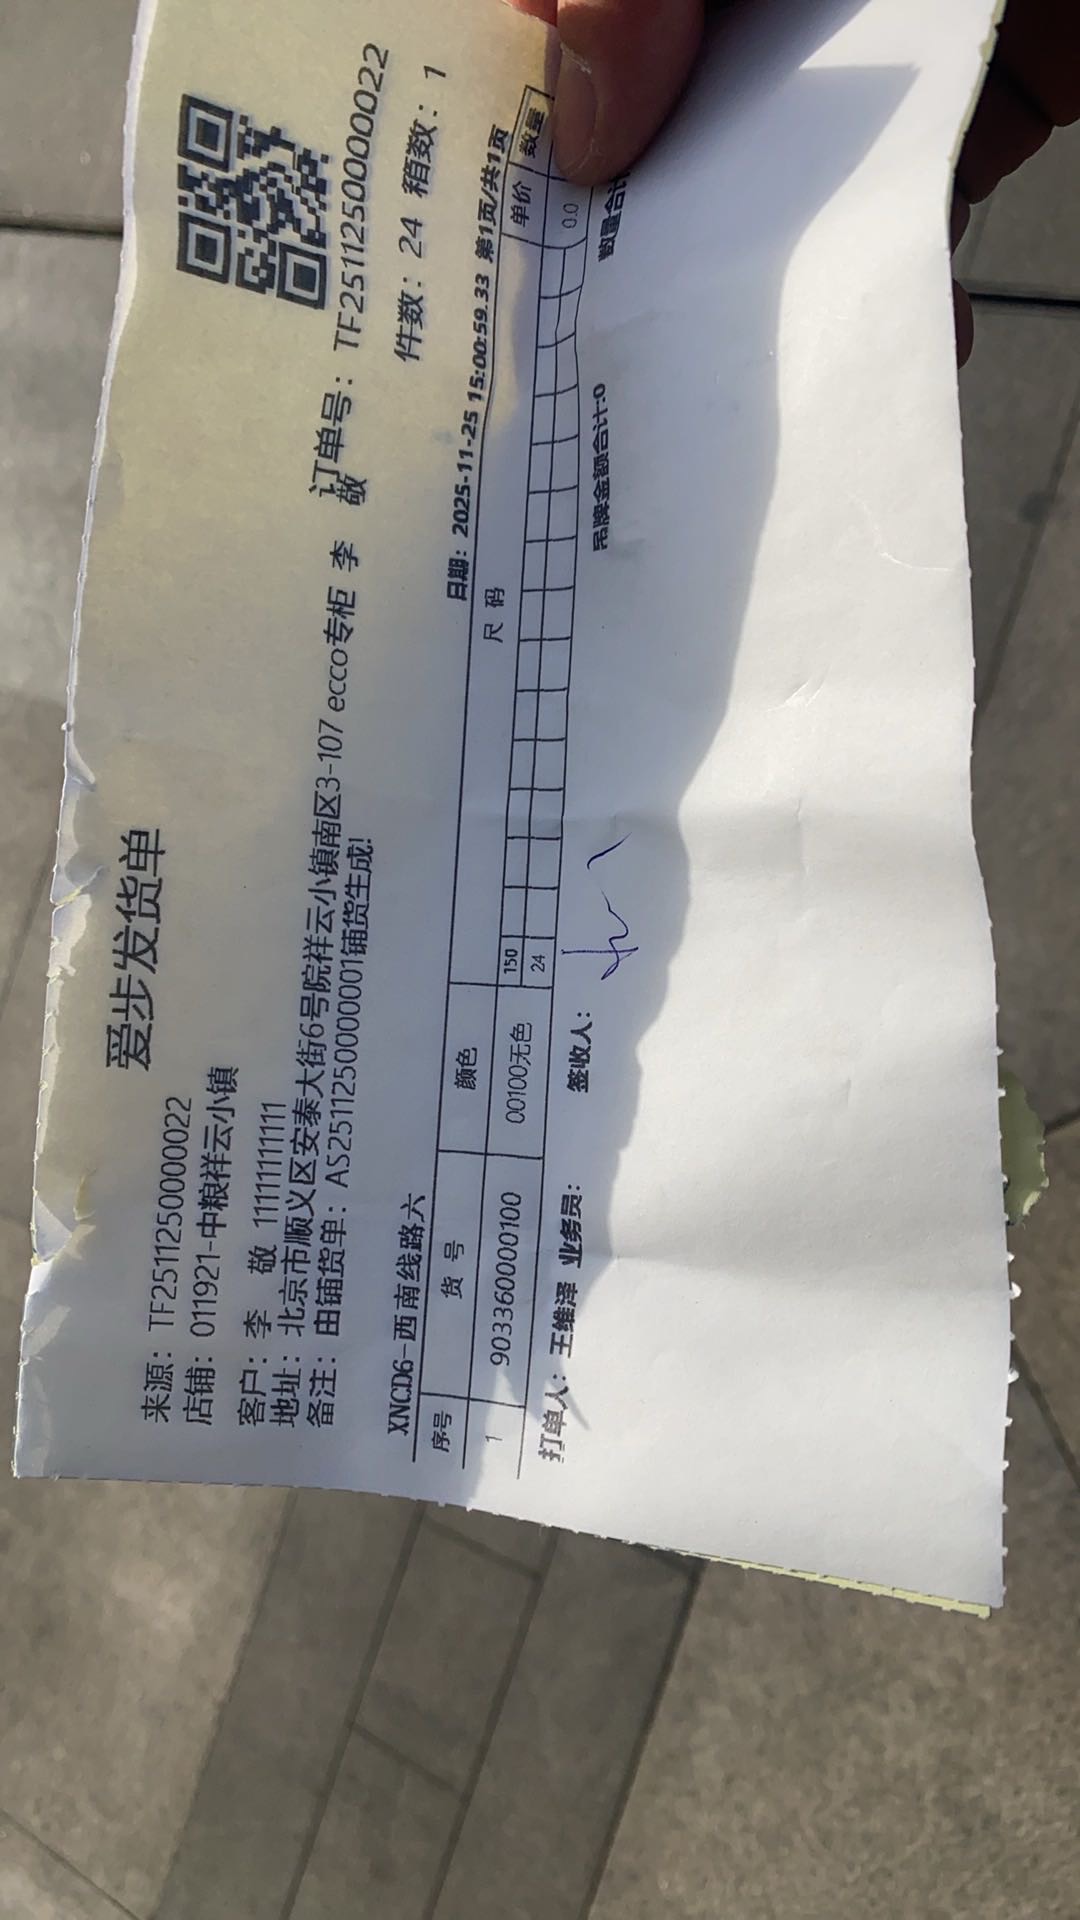 爱步发货单
来源：TF251125000022
店铺：011921-中粮祥云小镇
订单号：TF251125000022
客户：李 敬 11111111111
件数：24 箱数：1
地址：北京市顺义区安泰大街6号院祥云小镇南区3-107 ecco专柜 李 敬
备注：由铺货单：AS251125000001铺货生成!
XNCD6-西南线路六 日期：2025-11-25 15:00:59.33 第1页/共1页
序号 货 号 颜色 尺 码 单价 数量
150
1 9033600000100 00100无色 24 0.0
打单人：王维泽 业务员： 签收人： 吊牌金额合计:0 数量合计